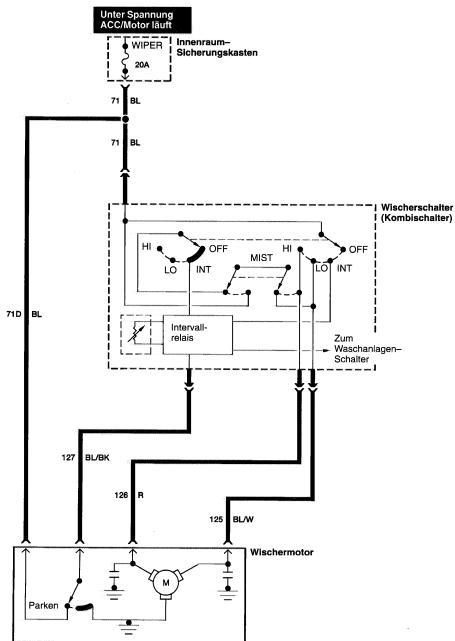 Unter Spannung
ACC/Motor läuft
WIPER
20A
Innenraum–
Sicherungskasten
71 BL
71 BL
Wischerschalter
(Kombischalter)
HI OFF HI OFF
LO INT MIST LO INT
71D BL
Intervall-
relais
Zum
Waschanlagen–
Schalter
127 BL/BK
126 R
125 BL/W
Wischermotor
M
Parken